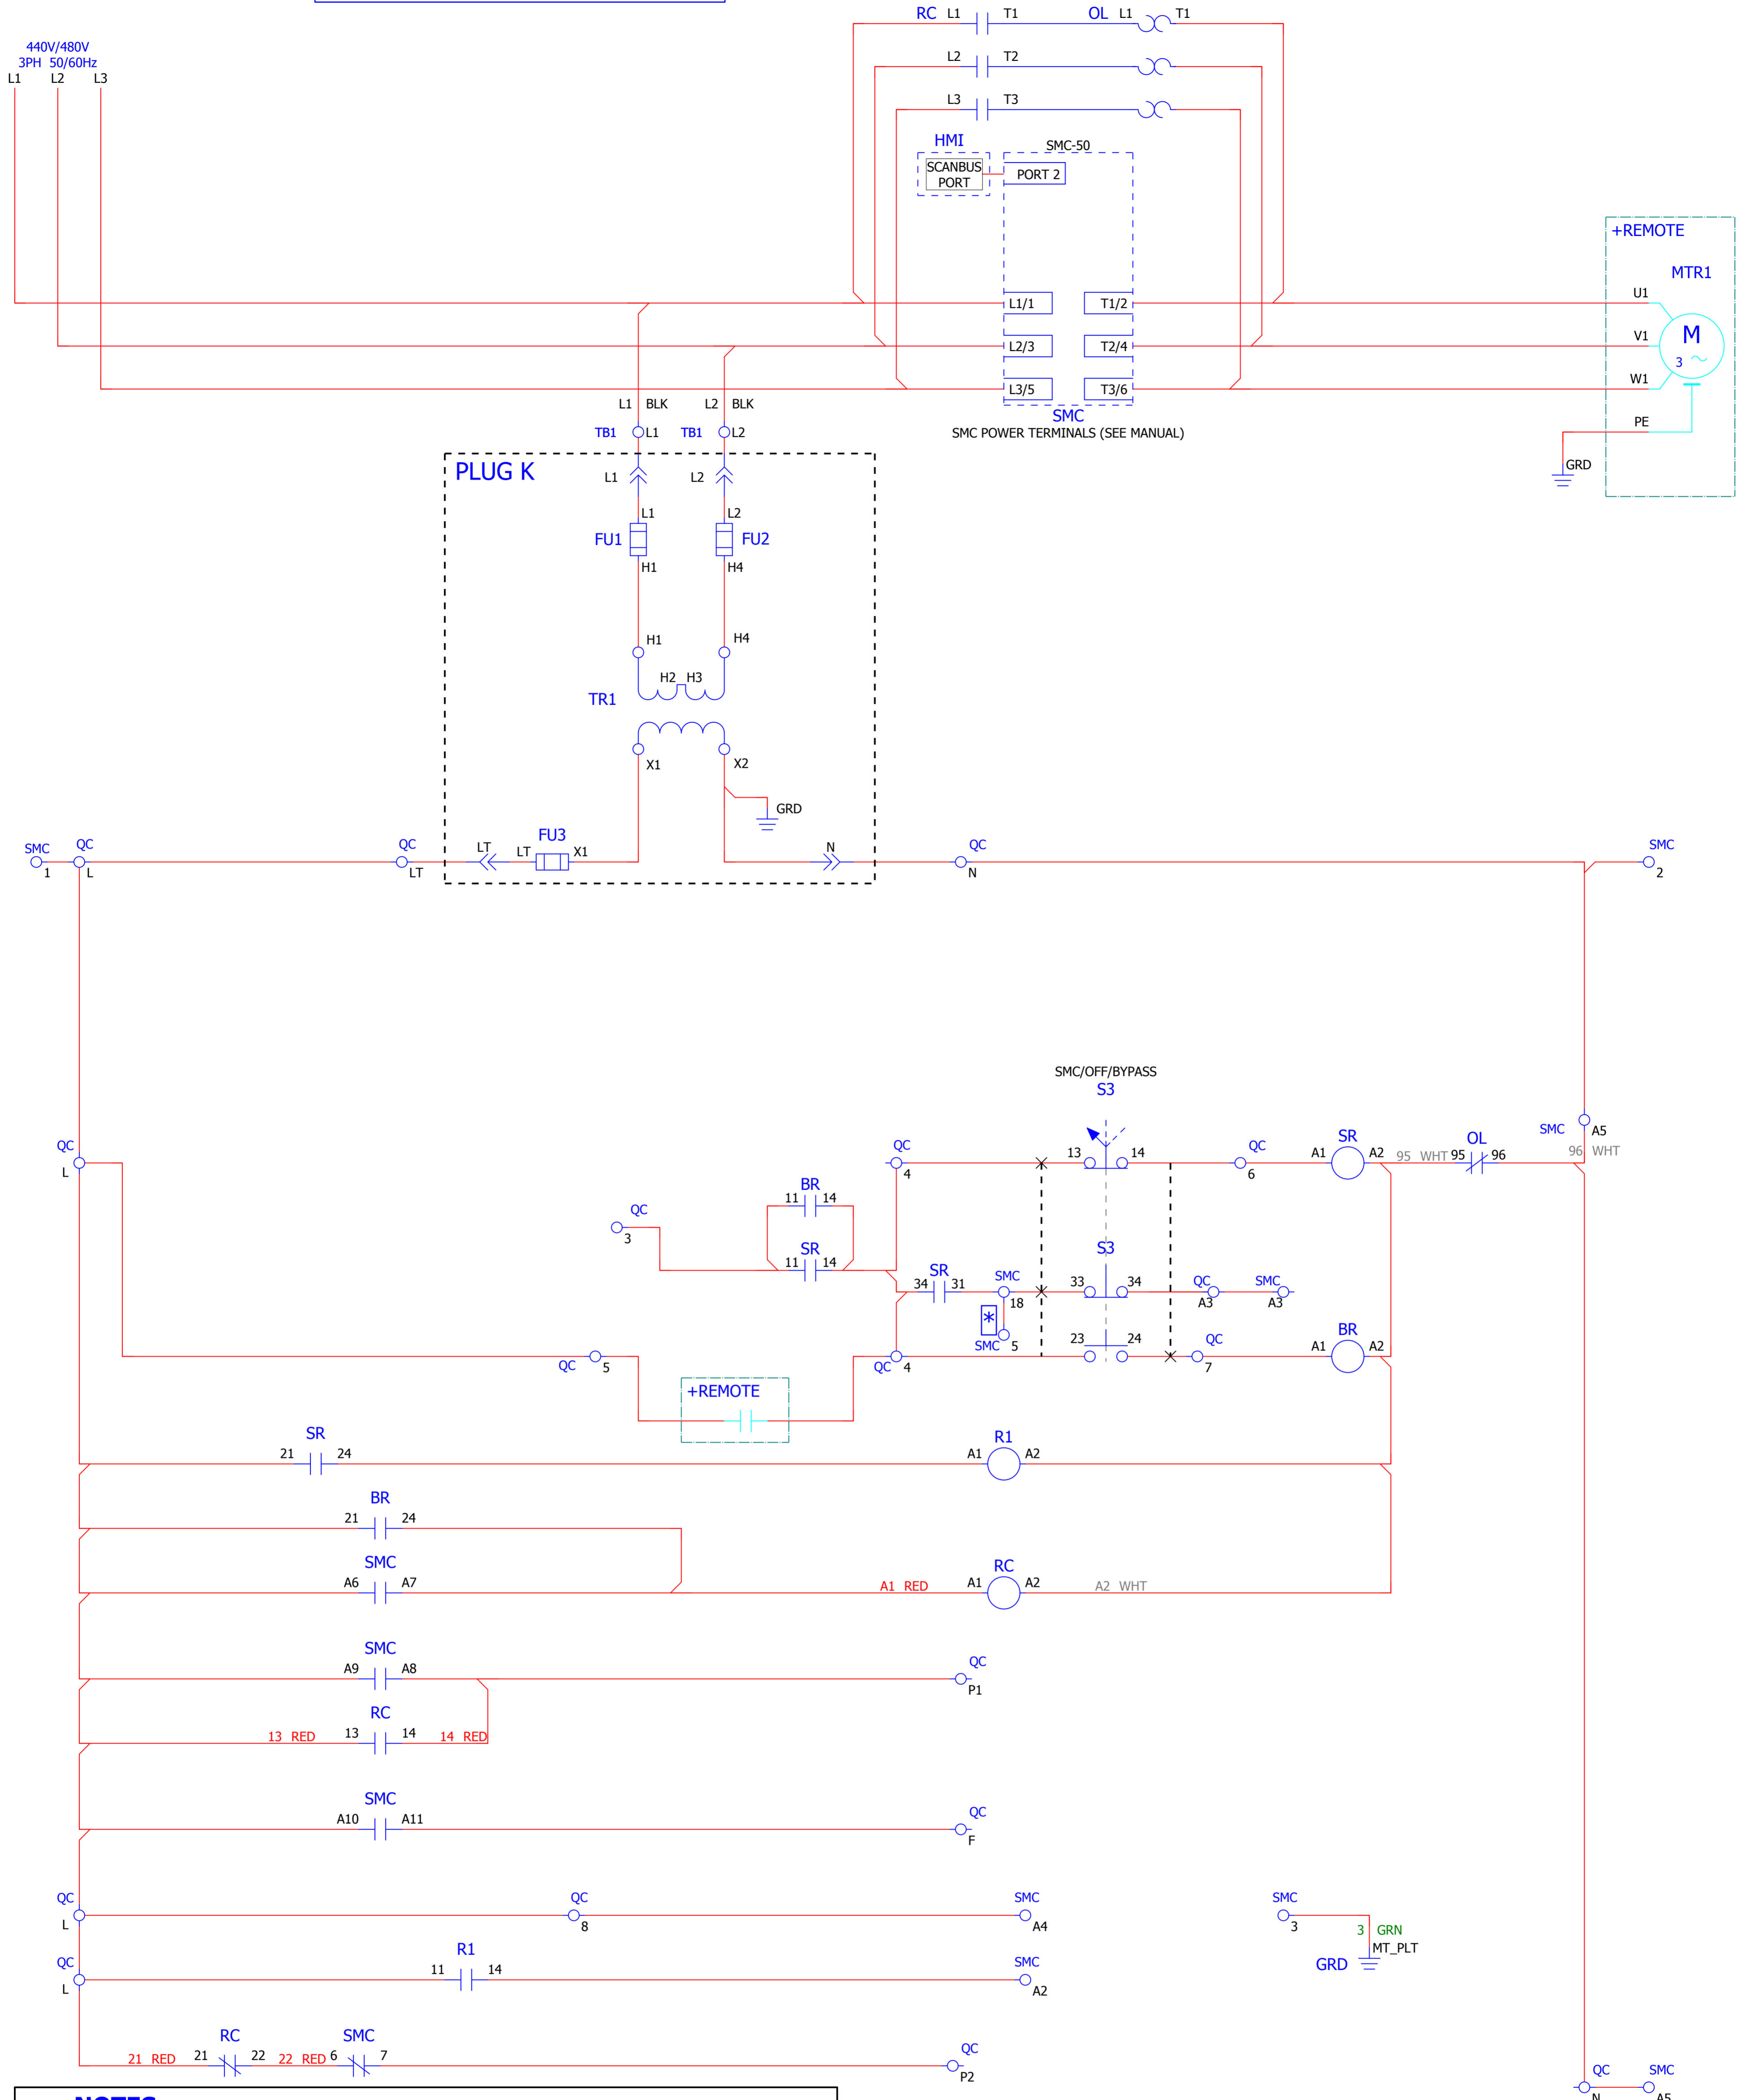 RC L1 T1 OL L1 T1
440V/480V
3PH 50/60Hz
L1 L2 L3
L2 T2
L3 T3
HMI
SMC-50
SCANBUS
PORT
PORT 2
+REMOTE
MTR1
U1
L1/1 T1/2
V1
M
3
L2/3 T2/4
W1
L3/5 T3/6
L1 BLK L2 BLK
SMC
SMC POWER TERMINALS (SEE MANUAL)
PE
TB1 L1 TB1 L2
GRD
PLUG K
L1 L2
L1 L2
FU1 FU2
H1 H4
H1 H4
H2 H3
TR1
X1 X2
GRD
FU3
SMC QC QC LT LT X1 N QC SMC
1 L LT N 2
SMC/OFF/BYPASS
S3
SMC A5
QC QC 13 14 QC SR OL
A1 A2 95 WHT 95 96 96 WHT
L 4 6
BR
11 14
QC
3
SR
11 14
S3
SR
34 31 SMC 33 34 QC SMC
18 A3 A3
*
SMC 5
23 24 QC BR
A1 A2
QC 5 QC 4 7
+REMOTE
SR
21 24
R1
A1 A2
BR
21 24
SMC
A6 A7
A1 RED
RC
A1 A2
A2 WHT
SMC
A9 A8
QC
P1
RC
13 RED 13 14 14 RED
SMC
A10 A11
QC
F
QC QC SMC SMC
L 8 A4 3
3 GRN
MT_PLT
GRD
QC R1 SMC
11 14
L A2
RC SMC
21 RED 21 22 22 RED 6 7
QC
P2
QC SMC
N A5
NOTES